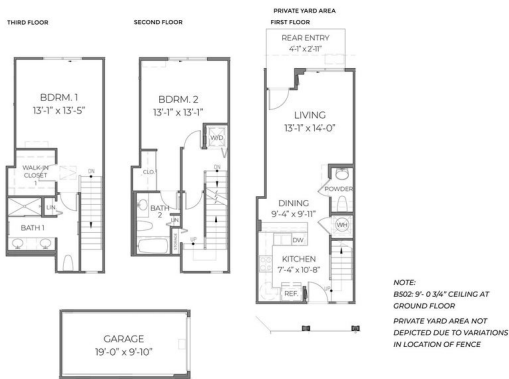 THIRD FLOOR
BDRM. 1
13'-1" x 13'-5"
DN
WALK-IN
CLOSET
1
LIN.
BATH 1
SECOND FLOOR
BDRM. 2
13'-1" x 13'-1"
W/D
DN
CLO.
BATH
2
LIN.
UP
PRIVATE YARD AREA
FIRST FLOOR
REAR ENTRY
4'-1" x 2'-11"
LIVING
13'-1" x 14'-0"
POWDER
DINING
9'-4" x 9'-11"
WH
DW.
KITCHEN
7'-4" x 10'-8"
UP
REF.
GARAGE
19'-0" x 9'-10"
NOTE:
B502: 9'- 0 3/4" CEILING AT
GROUND FLOOR
PRIVATE YARD AREA NOT
DEPICTED DUE TO VARIATIONS
IN LOCATION OF FENCE